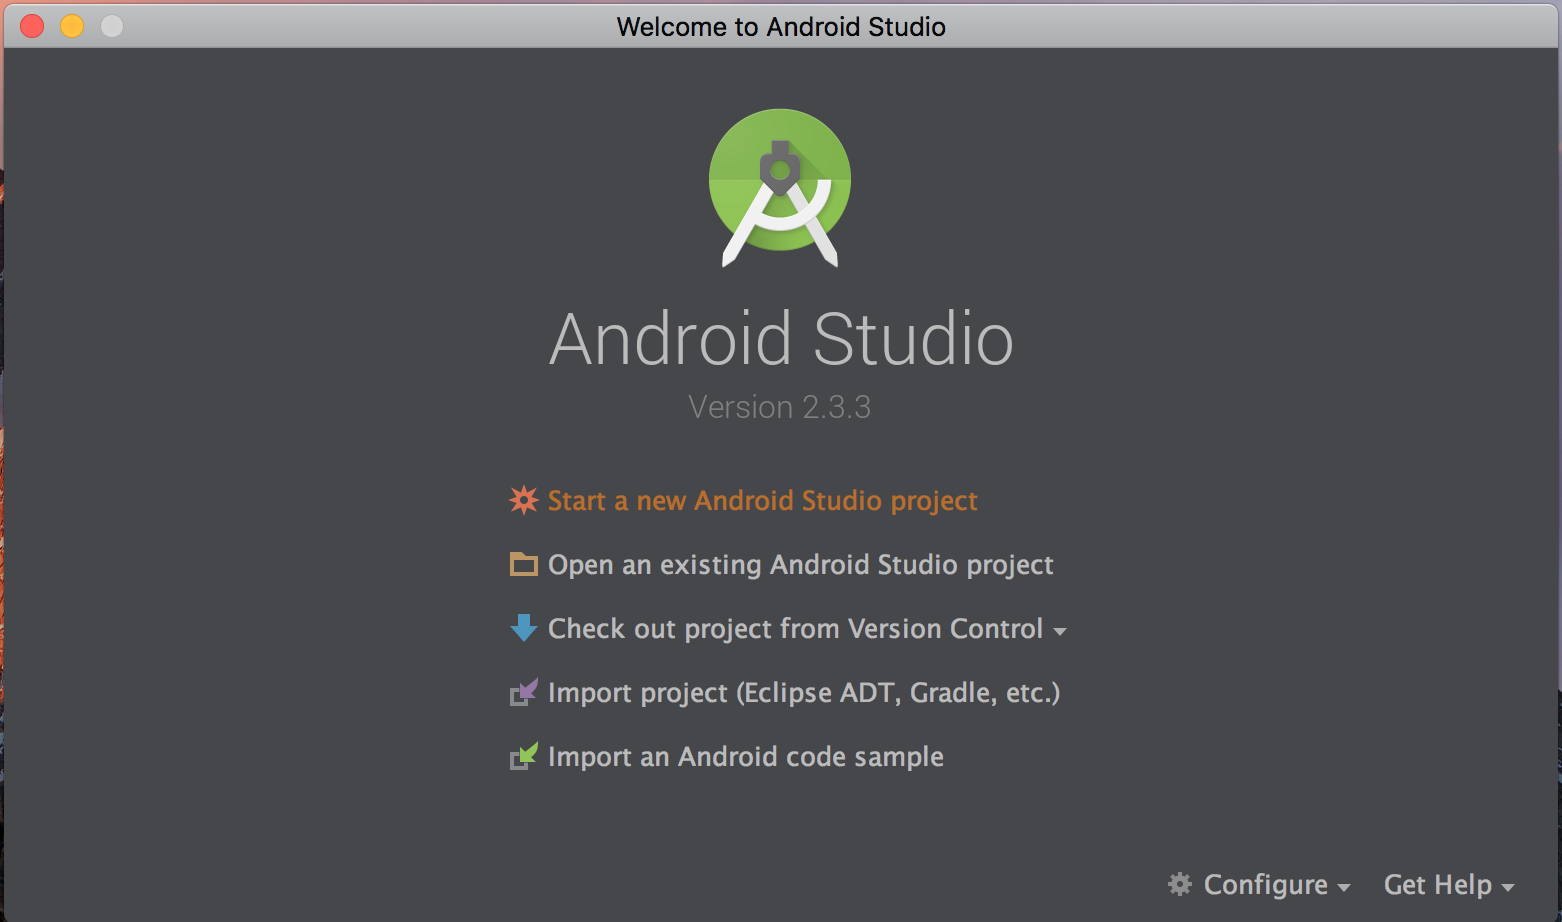 Welcome to Android Studio
Android Studio
Version 2.3.3
Start a new Android Studio project
Open an existing Android Studio project
Check out project from Version Control
Import project (Eclipse ADT, Gradle, etc.)
Import an Android code sample
Configure Get Help